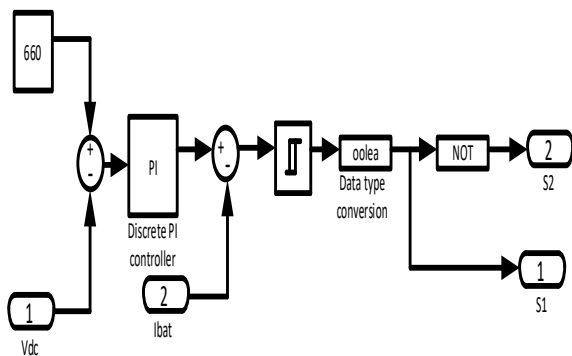 660
+
-
PI
Discrete PI
controller
+
-
oolea
Data type
conversion
NOT
2
S2
1
S1
2
Ibat
1
Vdc